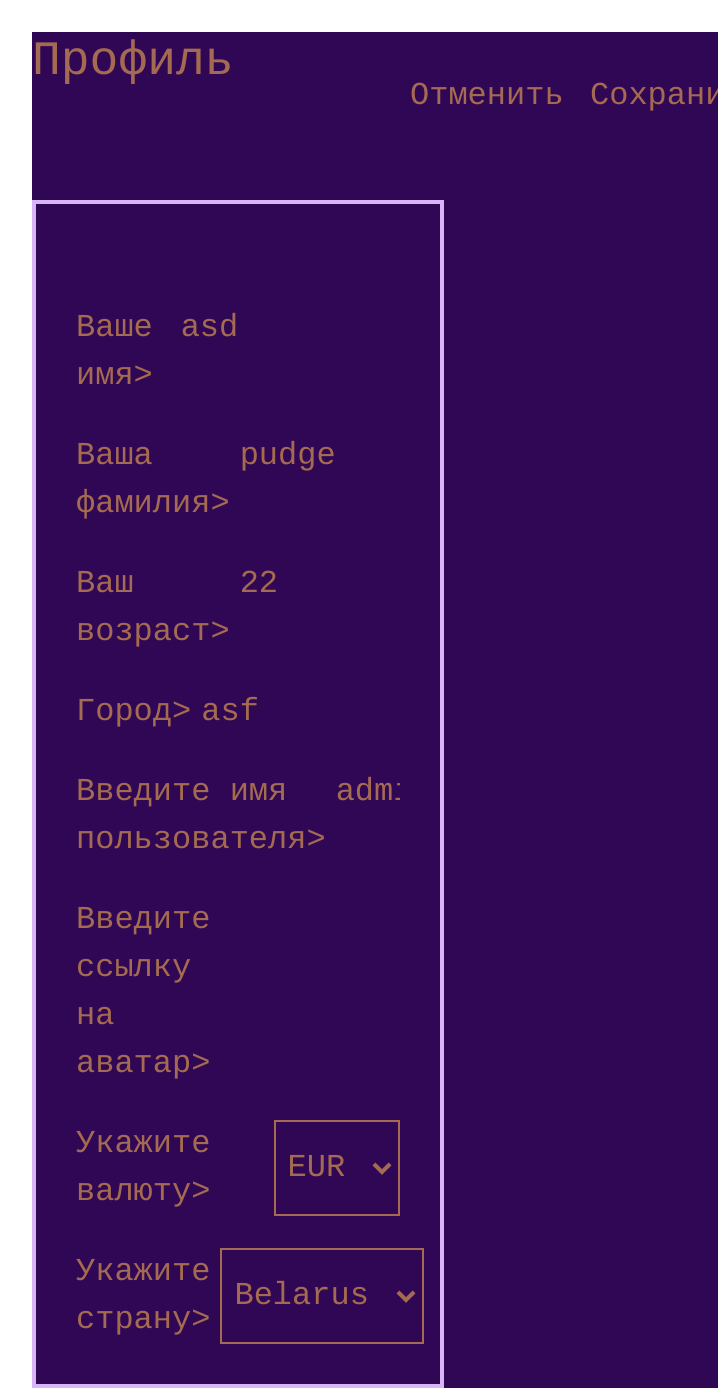 Профиль
Отменить Сохрани
Ваше asd
имя>
Ваша pudge
фамилия>
Ваш 22
возраст>
Город> asf
Введите имя adm
пользователя>
Введите
ссылку
на
аватар>
Укажите
валюту> EUR
Укажите
страну> Belarus